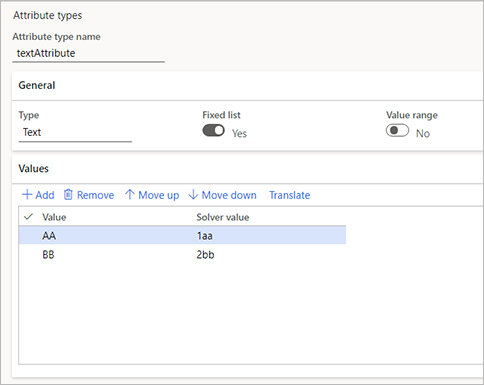 Attribute types
Attribute type name
textAttribute
General
Type Fixed list Value range
Text Yes No
Values
Add Remove Move up Move down Translate
Value Solver value
AA 1aa
BB 2bb